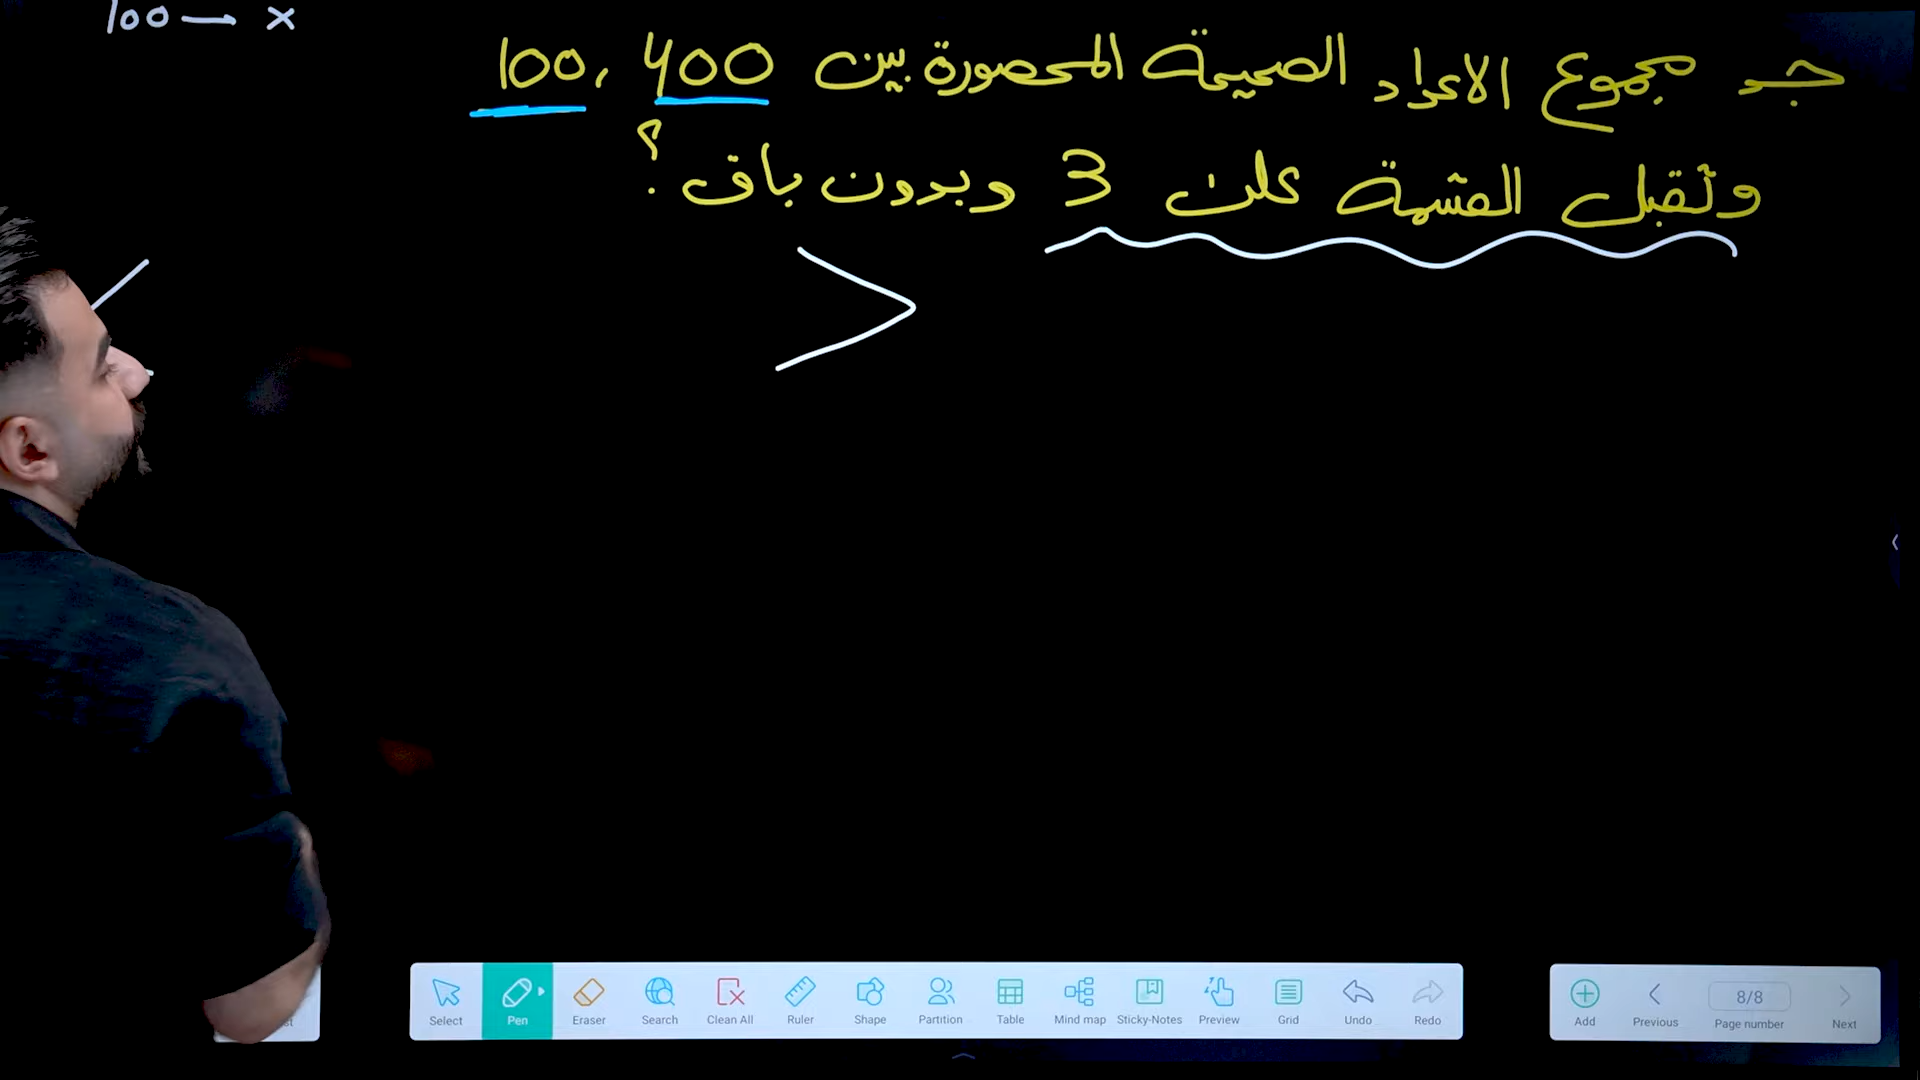 100 → x
جد مجموع الاعداد الصحيحة المحصورة بين 400 ، 100
وتقبل القسمة على 3 وبدون باق ؟
Select Pen Eraser Search Clean All Ruler Shape Partition Table Mind map Sticky-Notes Preview Grid Undo Redo
Add Previous 8/8 Page number Next